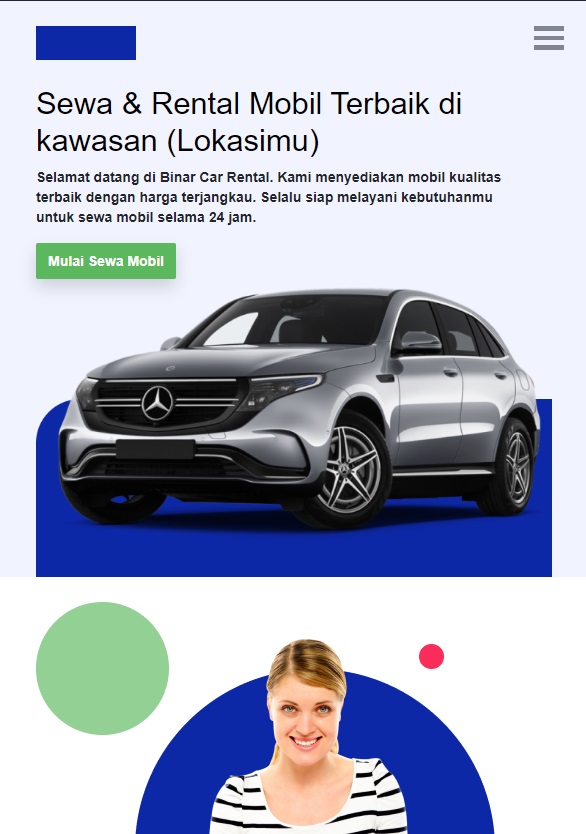 Sewa & Rental Mobil Terbaik di
kawasan (Lokasimu)
Selamat datang di Binar Car Rental. Kami menyediakan mobil kualitas
terbaik dengan harga terjangkau. Selalu siap melayani kebutuhanmu
untuk sewa mobil selama 24 jam.
Mulai Sewa Mobil